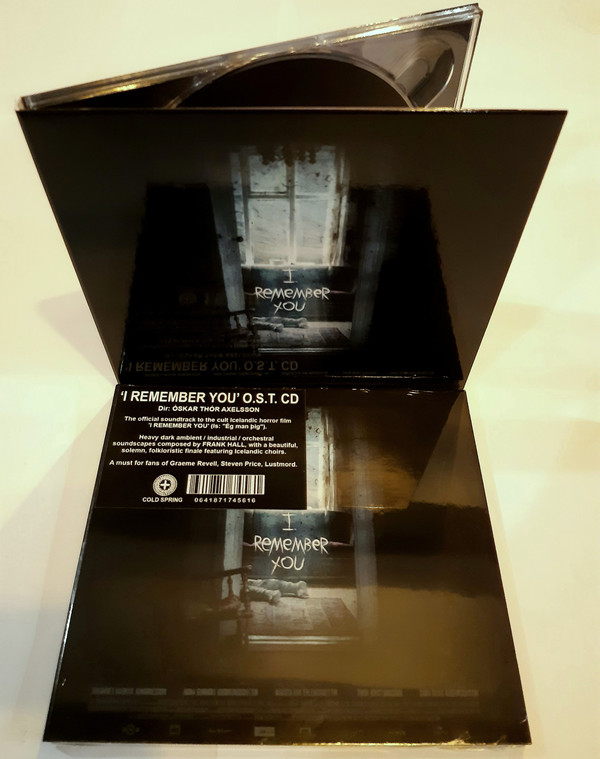 I
REMEMBER
YOU
'I REMEMBER YOU' O.S.T. CD
Dir: ÓSKAR THÓR AXELSSON
The official soundtrack to the cult Icelandic horror film
'I REMEMBER YOU' (Is: "Ég man þig").
Heavy dark ambient / industrial / orchestral
soundscapes composed by FRANK HALL, with a beautiful,
solemn, folkloristic finale featuring Icelandic choirs.
A must for fans of Graeme Revell, Steven Price, Lustmord.
COLD SPRING 0641871745616
I
REMEMBER
YOU